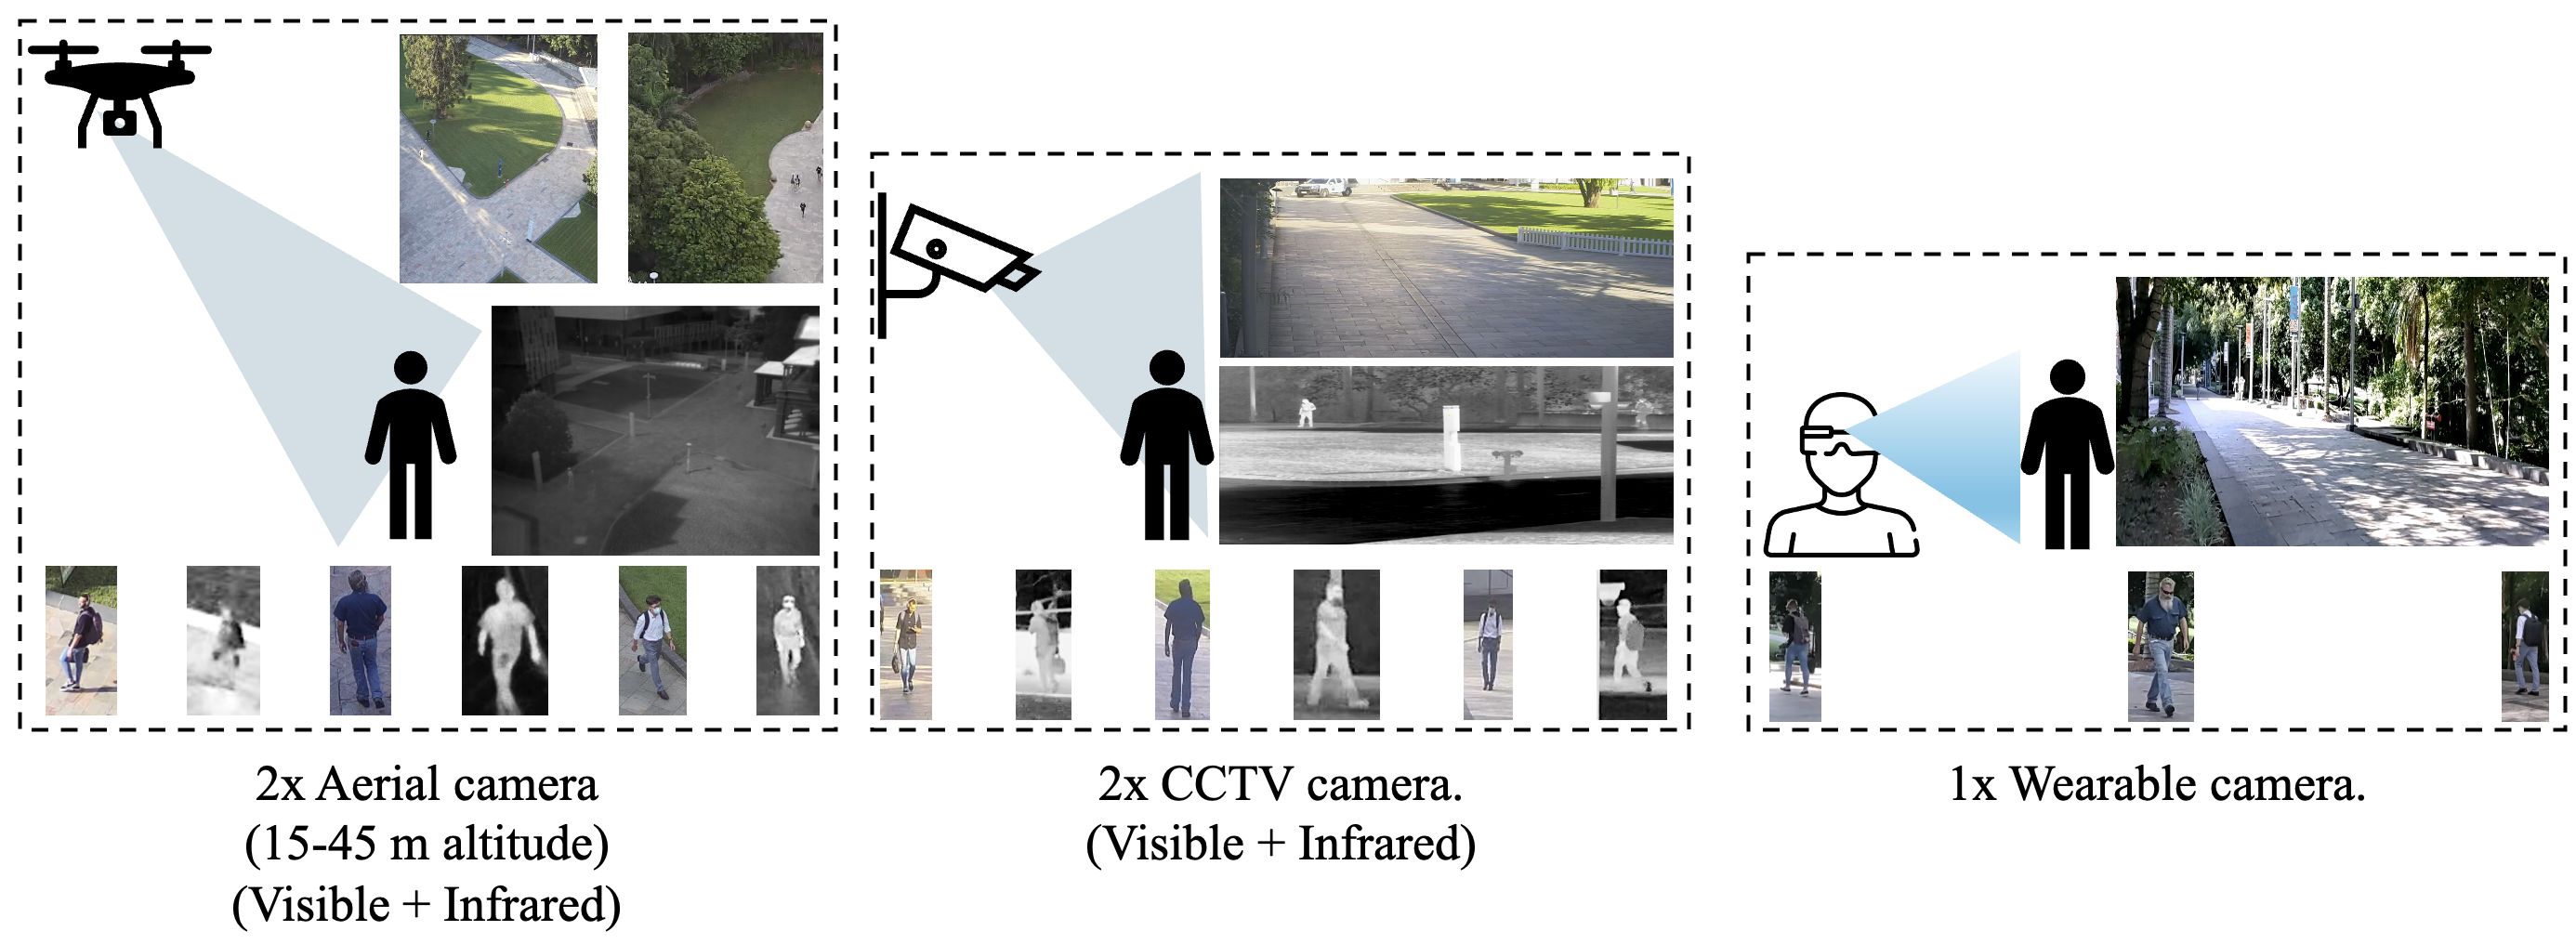 2x Aerial camera
(15-45 m altitude)
(Visible + Infrared)
2x CCTV camera.
(Visible + Infrared)
1x Wearable camera.